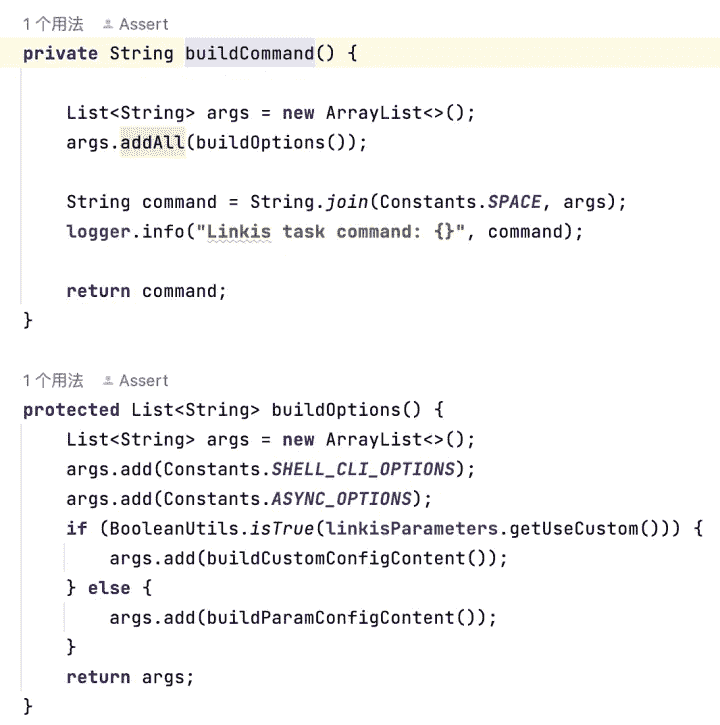 1 个用法 Assert
private String buildCommand() {
List<String> args = new ArrayList<>();
args.addAll(buildOptions());
String command = String.join(Constants.SPACE, args);
logger.info("Linkis task command: {}", command);
return command;
}
1 个用法 Assert
protected List<String> buildOptions() {
List<String> args = new ArrayList<>();
args.add(Constants.SHELL_CLI_OPTIONS);
args.add(Constants.ASYNC_OPTIONS);
if (BooleanUtils.isTrue(linkisParameters.getUseCustom())) {
args.add(buildCustomConfigContent());
} else {
args.add(buildParamConfigContent());
}
return args;
}